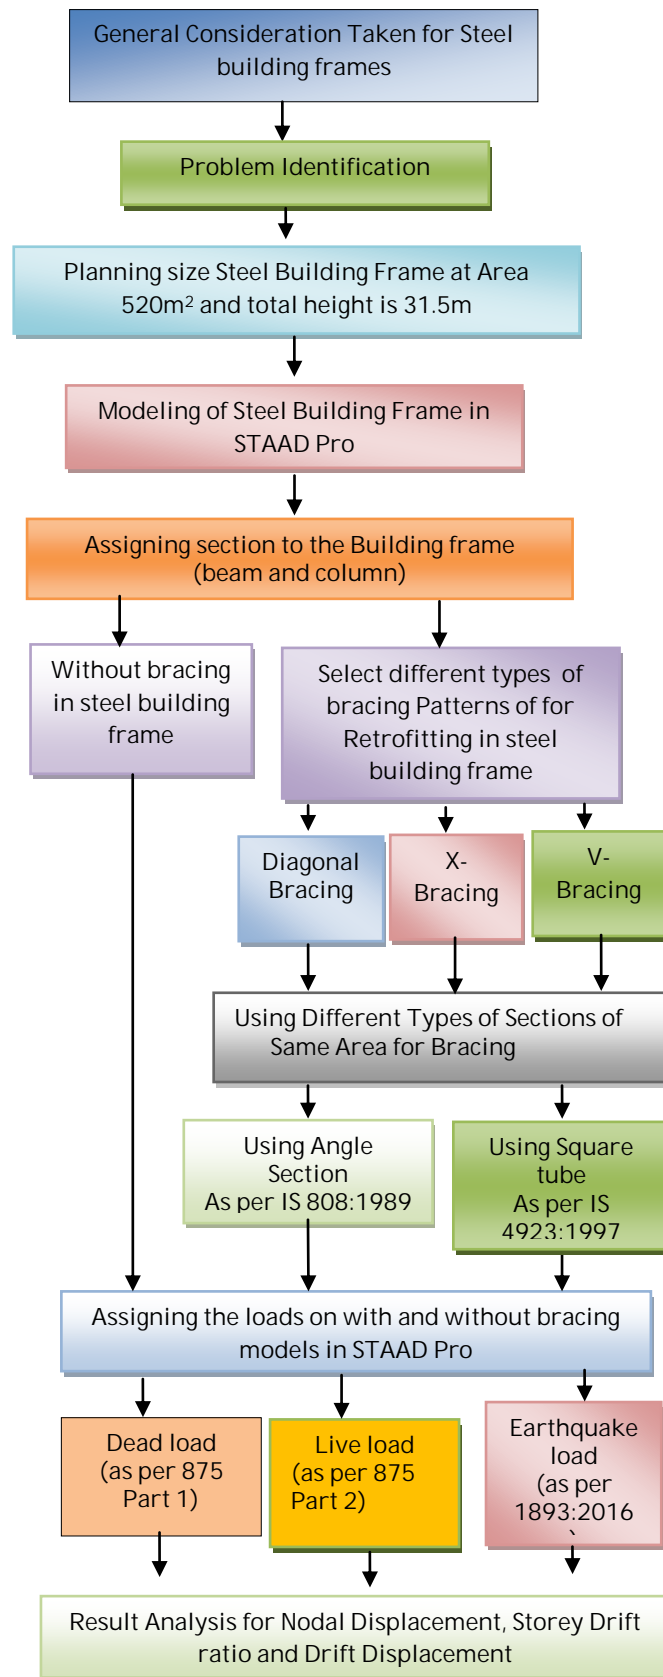 General Consideration Taken for Steel
building frames
Problem Identification
Planning size Steel Building Frame at Area
520m² and total height is 31.5m
Modeling of Steel Building Frame in
STAAD Pro
Assigning section to the Building frame
(beam and column)
Without bracing
in steel building
frame
Select different types of
bracing Patterns of for
Retrofitting in steel
building frame
Diagonal
Bracing
X-
Bracing
V-
Bracing
Using Different Types of Sections of
Same Area for Bracing
Using Angle
Section
As per IS 808:1989
Using Square
tube
As per IS
4923:1997
Assigning the loads on with and without bracing
models in STAAD Pro
Dead load
(as per 875
Part 1)
Live load
(as per 875
Part 2)
Earthquake
load
(as per
1893:2016
)
Result Analysis for Nodal Displacement, Storey Drift
ratio and Drift Displacement